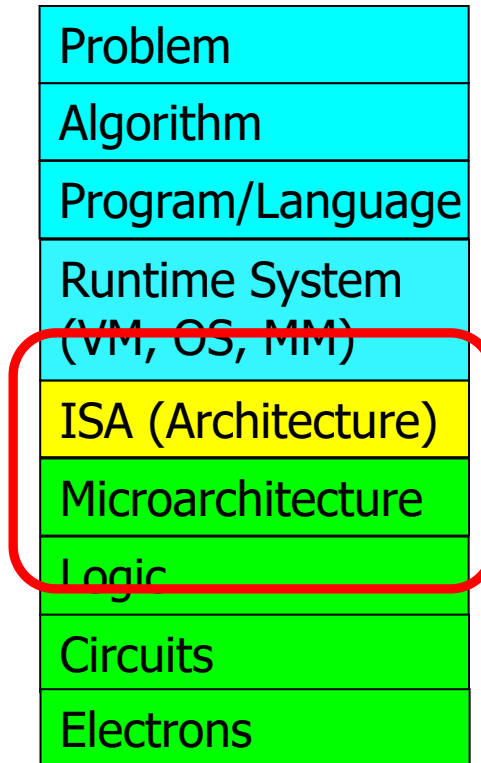 Problem
Algorithm
Program/Language
Runtime System
(VM, OS, MM)
ISA (Architecture)
Microarchitecture
Logic
Circuits
Electrons